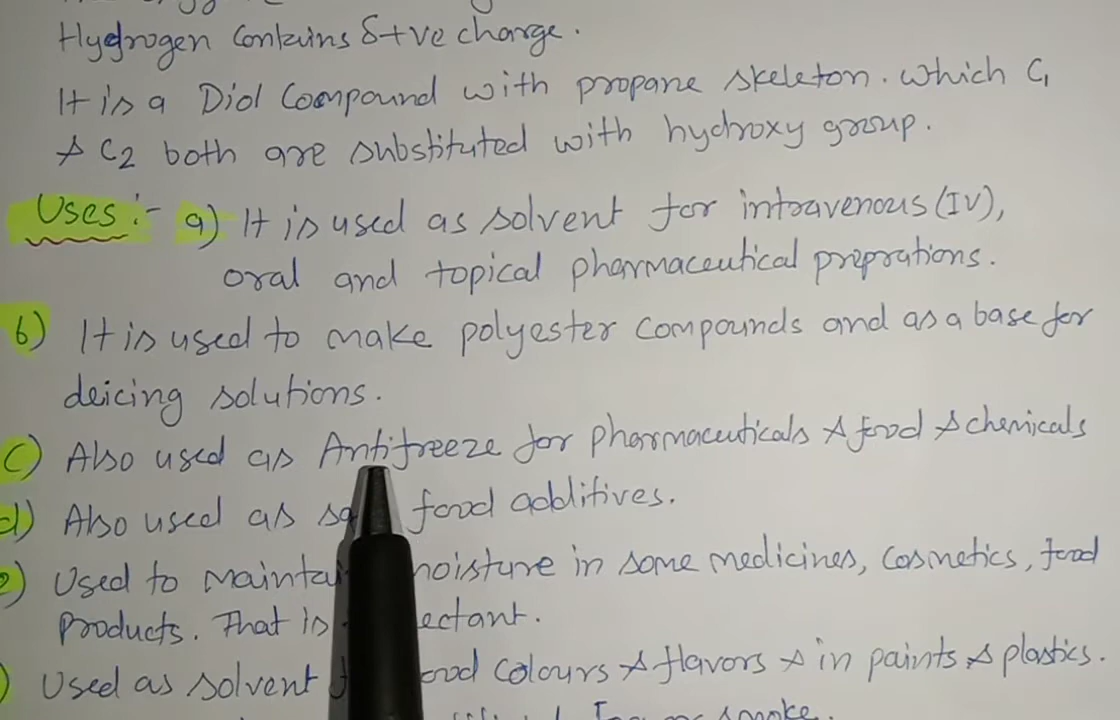 Hydrogen Contains δ+ve charge.
It is a Diol Compound with propane skeleton. which C1
& C2 both are substituted with hydroxy group.
Uses :- a) It is used as solvent for intravenous (IV),
oral and topical pharmaceutical preprations.
b) It is used to make polyester compounds and as a base for
deicing solutions.
c) Also used as Antifreeze for pharmaceuticals & food & chemicals
d) Also used as food additives.
e) Used to moisture in some medicines, Cosmetics, food
products. That is
Used as solvent colours & flavors & in paints & plastics.
smoke.